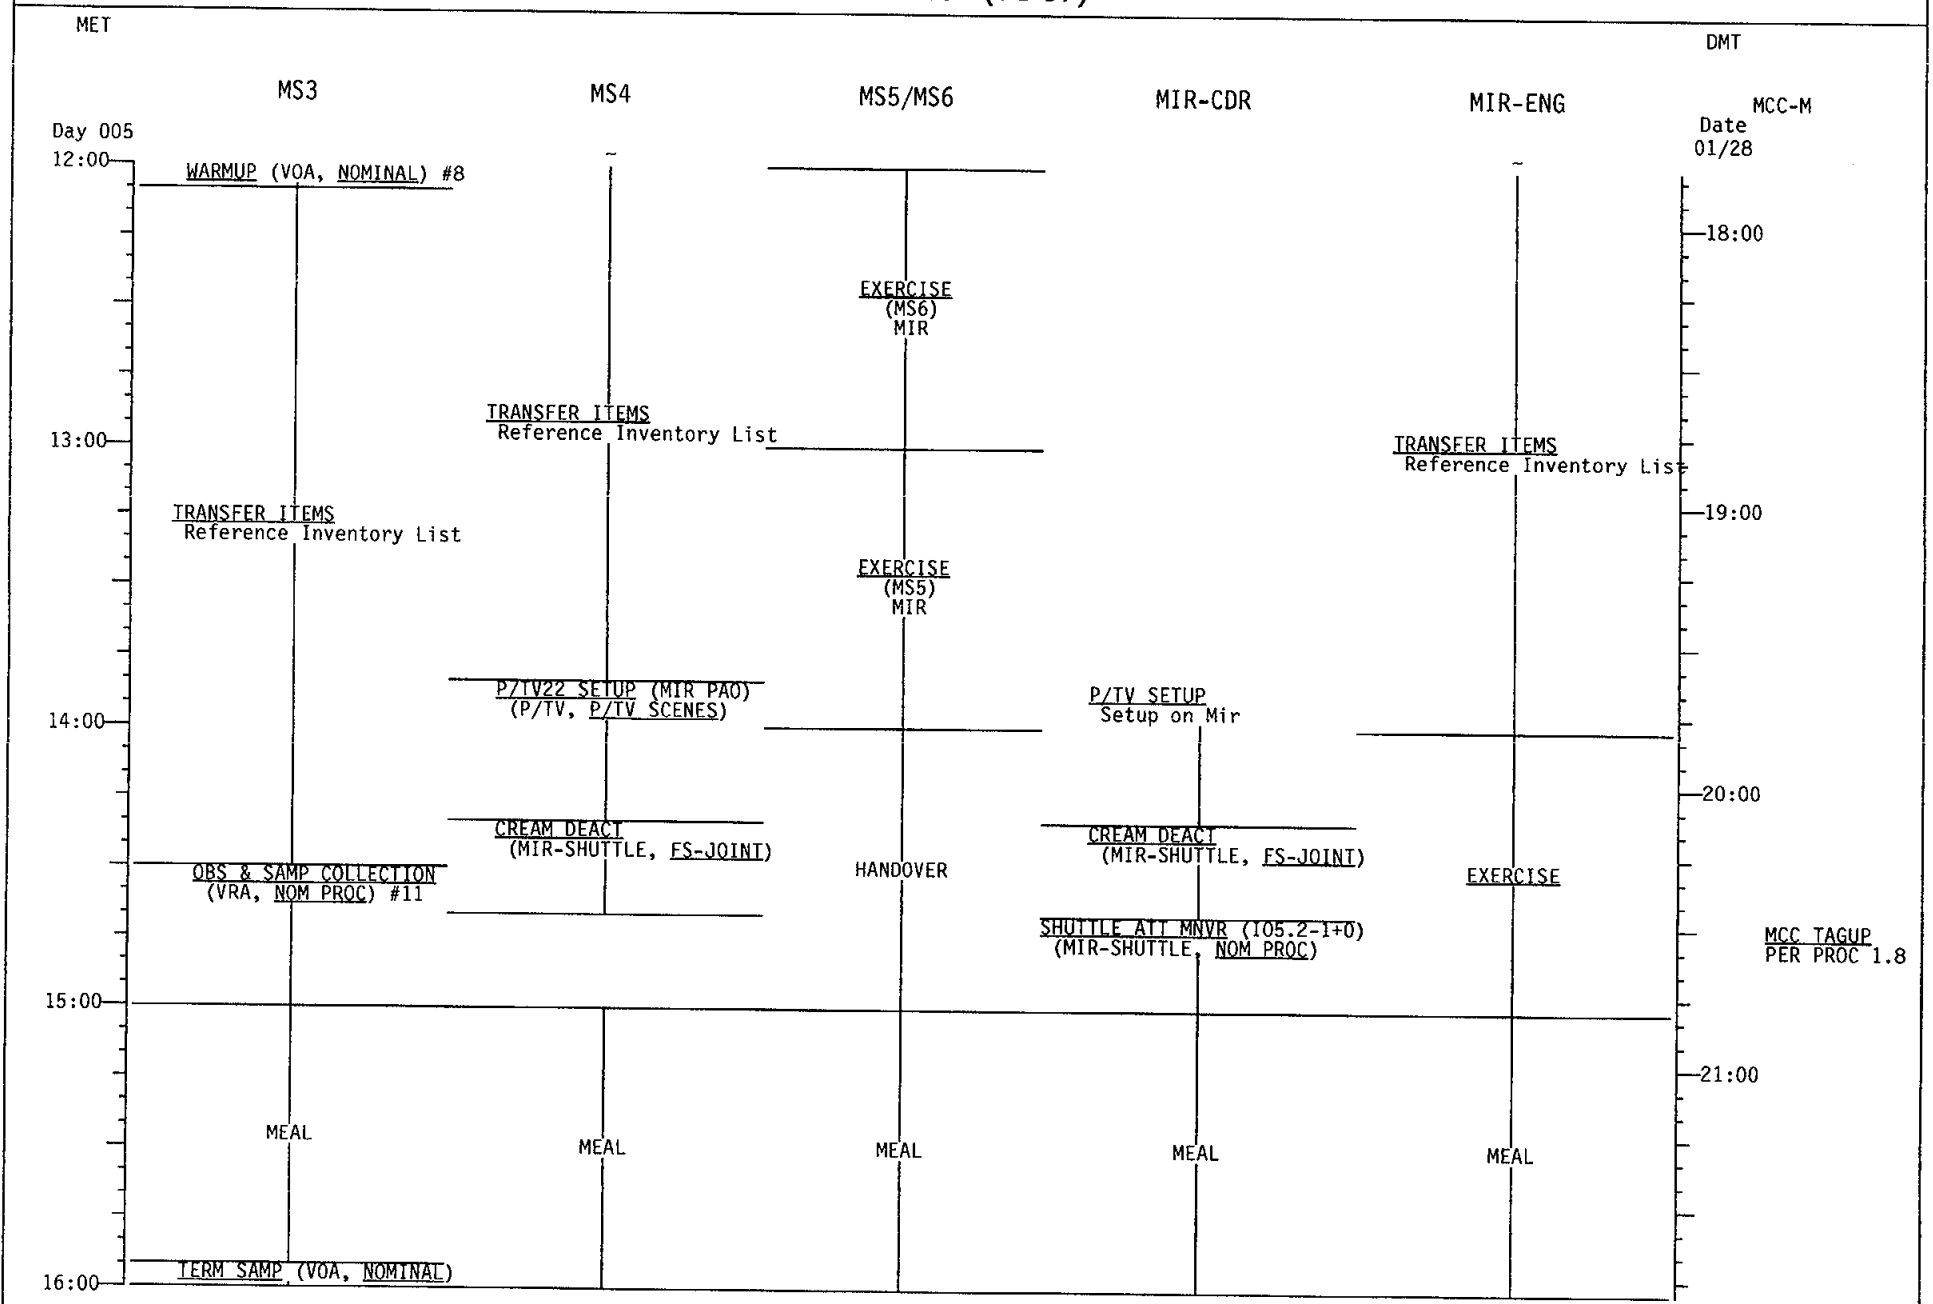 MET
DMT
MS3
MS4
MS5/MS6
MIR-CDR
MIR-ENG
MCC-M
Day 005
Date
01/28
12:00
WARMUP (VOA, NOMINAL) #8
~
~
18:00
EXERCISE
(MS6)
MIR
TRANSFER ITEMS
Reference Inventory List
13:00
TRANSFER ITEMS
Reference Inventory List
TRANSFER ITEMS
Reference Inventory List
19:00
EXERCISE
(MS5)
MIR
P/TV22 SETUP (MIR PAO)
(P/TV, P/TV SCENES)
P/TV SETUP
Setup on Mir
14:00
20:00
CREAM DEACT
(MIR-SHUTTLE, FS-JOINT)
CREAM DEACT
(MIR-SHUTTLE, FS-JOINT)
HANDOVER
OBS & SAMP COLLECTION
(VRA, NOM PROC) #11
EXERCISE
SHUTTLE ATT MNVR (IO5.2-I+O)
(MIR-SHUTTLE, NOM PROC)
MCC TAGUP
PER PROC 1.8
15:00
21:00
MEAL
MEAL
MEAL
MEAL
MEAL
TERM SAMP (VOA, NOMINAL)
16:00